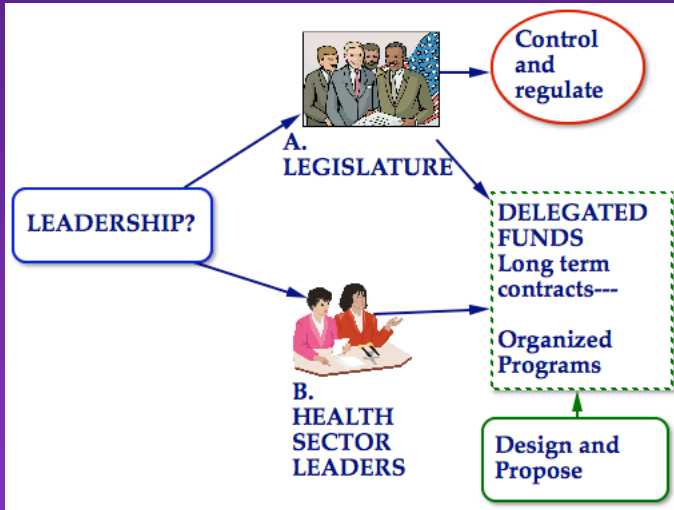 Control
and
regulate
A.
LEGISLATURE
LEADERSHIP?
DELEGATED
FUNDS
Long term
contracts---
Organized
Programs
B.
HEALTH
SECTOR
LEADERS
Design and
Propose